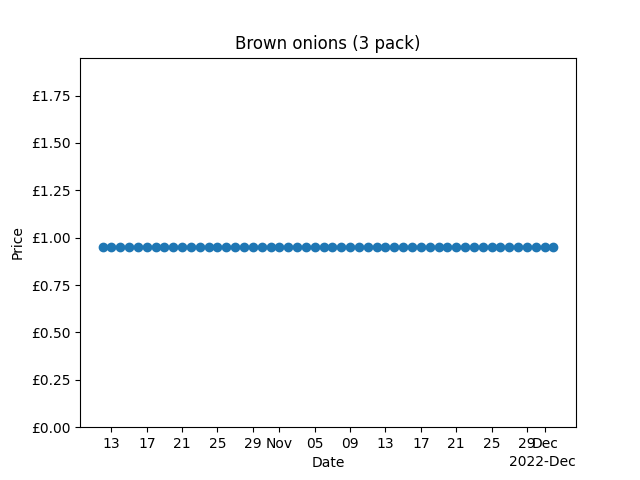 Brown onions (3 pack)
£1.75
£1.50
£1.25
£1.00
£0.75
£0.50
£0.25
£0.00
Price
13 17 21 25 29 Nov 05 09 13 17 21 25 29 Dec
2022-Dec
Date